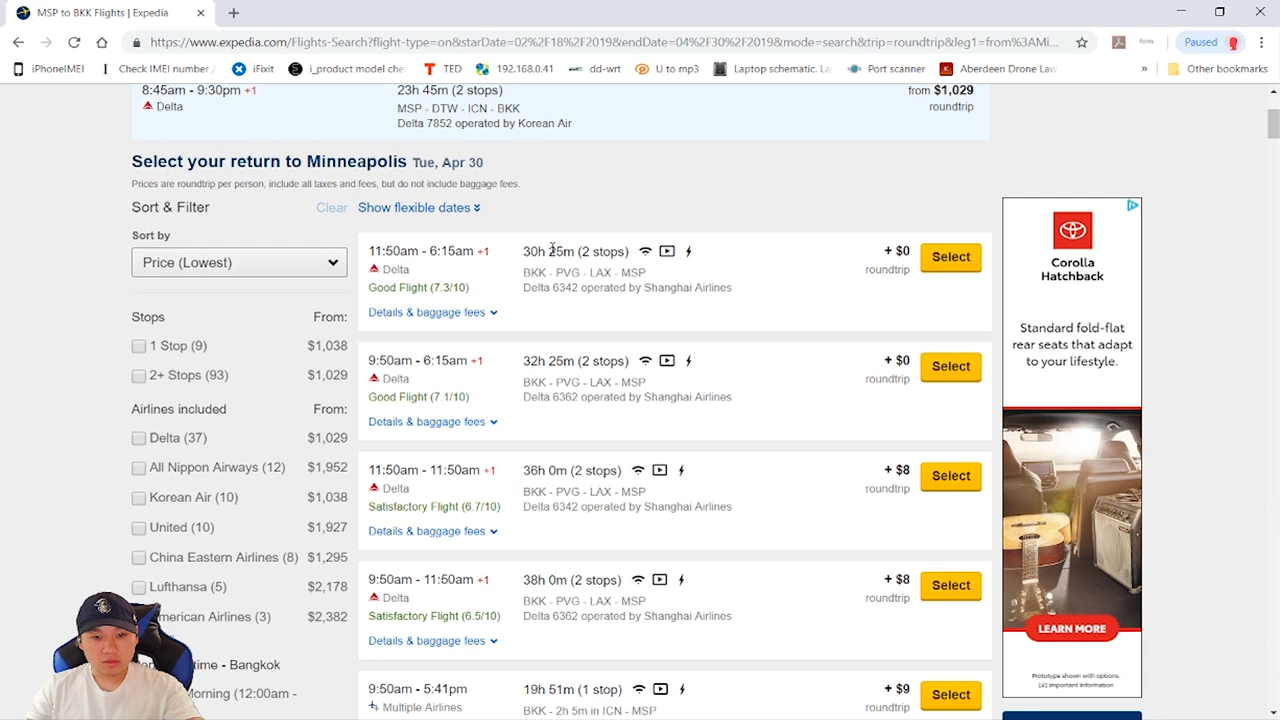 MSP to BKK Flights | Expedia
https://www.expedia.com/Flights-Search?flight-type=on&starDate=02%2F18%2F2019&endDate=04%2F30%2F2019&mode=search&trip=roundtrip&leg1=from%3AMi...
fonts
Paused
iPhoneIMEI
Check IMEI number
iFixit
i_product model che
TED
192.168.0.41
dd-wrt
U to mp3
Laptop schematic. La
Port scanner
Aberdeen Drone Law
»
Other bookmarks
8:45am - 9:30pm +1
23h 45m (2 stops)
from $1,029
Delta
MSP - DTW - ICN - BKK
roundtrip
Delta 7852 operated by Korean Air
Select your return to Minneapolis Tue, Apr 30
Prices are roundtrip per person, include all taxes and fees, but do not include baggage fees.
Sort & Filter
Clear
Show flexible dates
Sort by
Price (Lowest)
Stops From:
1 Stop (9) $1,038
2+ Stops (93) $1,029
Airlines included From:
Delta (37) $1,029
All Nippon Airways (12) $1,952
Korean Air (10) $1,038
United (10) $1,927
China Eastern Airlines (8) $1,295
Lufthansa (5) $2,178
American Airlines (3) $2,382
time - Bangkok
Morning (12:00am -
11:50am - 6:15am +1
30h 25m (2 stops)
+ $0
Select
Delta
BKK - PVG - LAX - MSP
roundtrip
Good Flight (7.3/10)
Delta 6342 operated by Shanghai Airlines
Details & baggage fees
9:50am - 6:15am +1
32h 25m (2 stops)
+ $0
Select
Delta
BKK - PVG - LAX - MSP
roundtrip
Good Flight (7.1/10)
Delta 6362 operated by Shanghai Airlines
Details & baggage fees
11:50am - 11:50am +1
36h 0m (2 stops)
+ $8
Select
Delta
BKK - PVG - LAX - MSP
roundtrip
Satisfactory Flight (6.7/10)
Delta 6342 operated by Shanghai Airlines
Details & baggage fees
9:50am - 11:50am +1
38h 0m (2 stops)
+ $8
Select
Delta
BKK - PVG - LAX - MSP
roundtrip
Satisfactory Flight (6.5/10)
Delta 6362 operated by Shanghai Airlines
Details & baggage fees
:50am - 5:41pm
19h 51m (1 stop)
+ $9
Select
Multiple Airlines
BKK - 2h 5m in ICN - MSP
roundtrip
TOYOTA
Corolla
Hatchback
Standard fold-flat
rear seats that adapt
to your lifestyle.
LEARN MORE
Prototype shown with options.
[4] Important Information